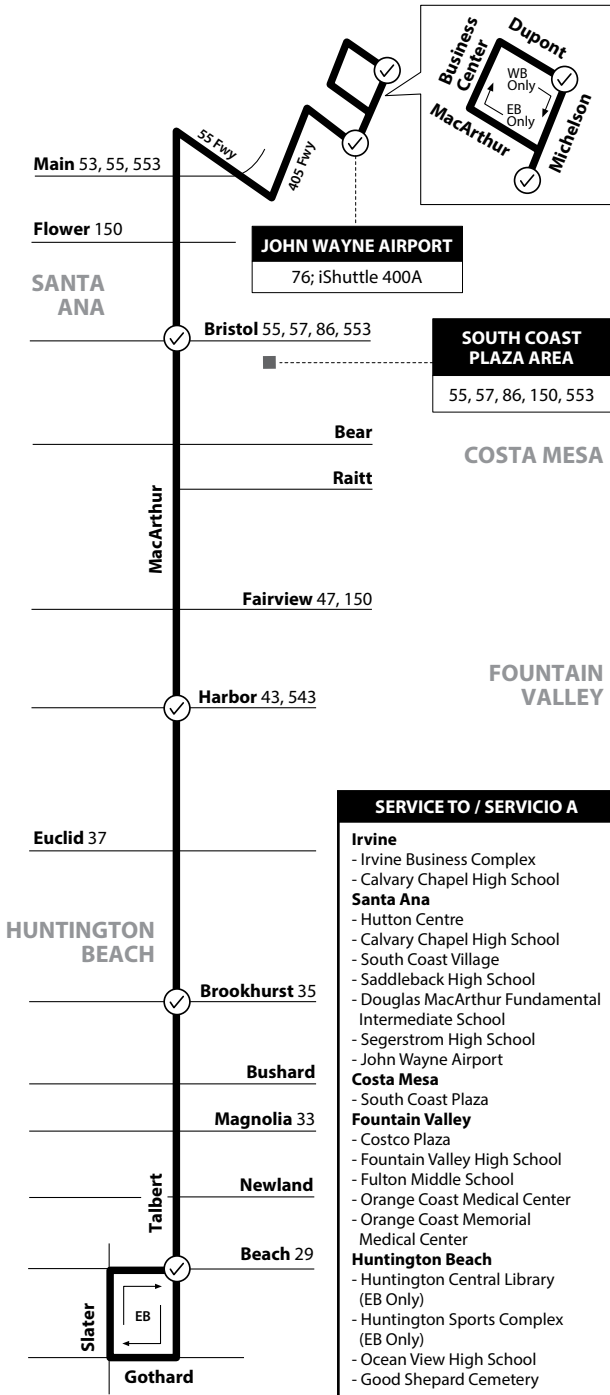 Business
Center
Dupont
WB
Only
EB
Only
MacArthur
Michelson
55 Fwy
405 Fwy
Main 53, 55, 553
Flower 150
JOHN WAYNE AIRPORT
76; iShuttle 400A
SANTA
ANA
Bristol 55, 57, 86, 553
SOUTH COAST
PLAZA AREA
55, 57, 86, 150, 553
Bear
COSTA MESA
Raitt
MacArthur
Fairview 47, 150
FOUNTAIN
VALLEY
Harbor 43, 543
Euclid 37
HUNTINGTON
BEACH
Brookhurst 35
Bushard
Magnolia 33
Talbert
Newland
Beach 29
Slater
EB
Gothard
SERVICE TO / SERVICIO A
Irvine
- Irvine Business Complex
- Calvary Chapel High School
Santa Ana
- Hutton Centre
- Calvary Chapel High School
- South Coast Village
- Saddleback High School
- Douglas MacArthur Fundamental
Intermediate School
- Segerstrom High School
- John Wayne Airport
Costa Mesa
- South Coast Plaza
Fountain Valley
- Costco Plaza
- Fountain Valley High School
- Fulton Middle School
- Orange Coast Medical Center
- Orange Coast Memorial
Medical Center
Huntington Beach
- Huntington Central Library
(EB Only)
- Huntington Sports Complex
(EB Only)
- Ocean View High School
- Good Shepard Cemetery